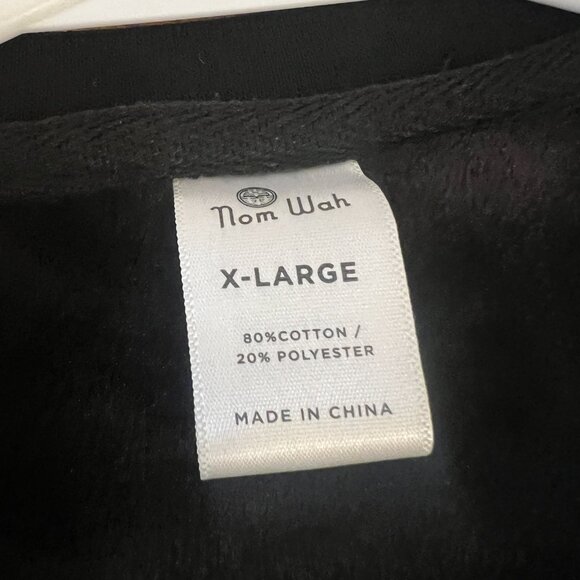 nom Wah
X-LARGE
80%COTTON /
20% POLYESTER
MADE IN CHINA